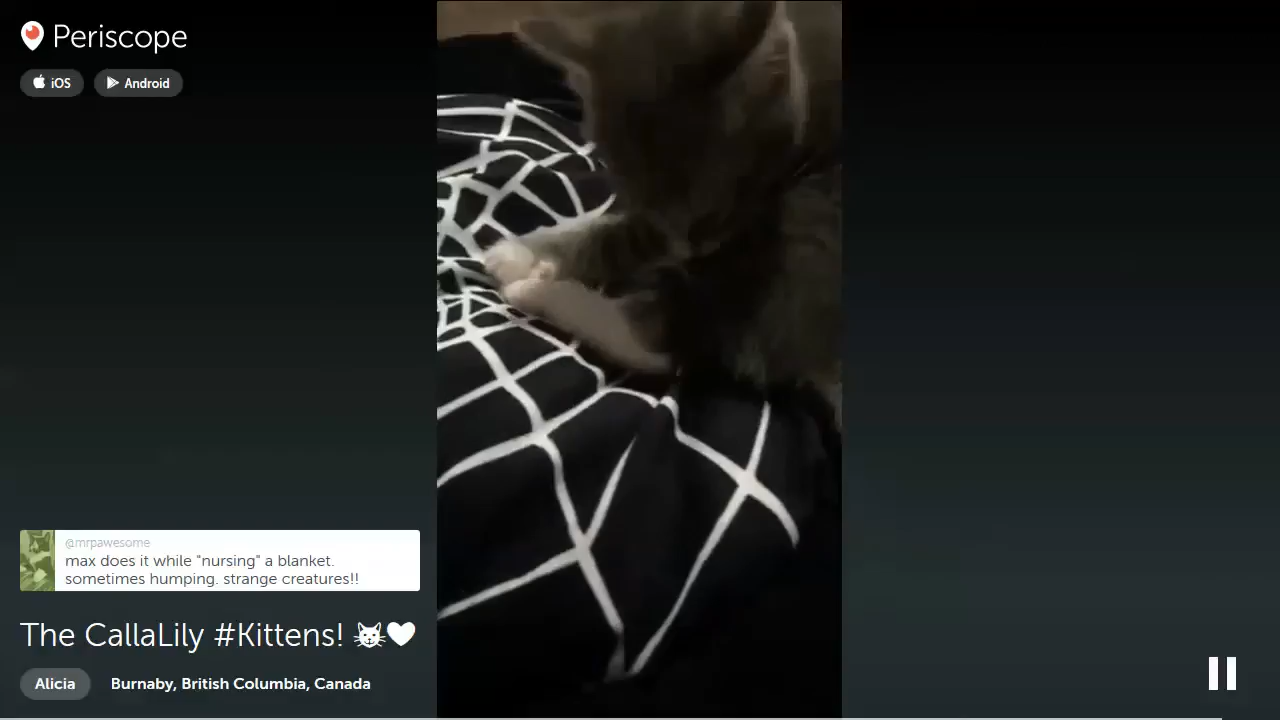 Periscope
iOS
Android
@mrpawesome
max does it while "nursing" a blanket.
sometimes humping. strange creatures!!
The CallaLily #Kittens! 🐱🤍
Alicia
Burnaby, British Columbia, Canada